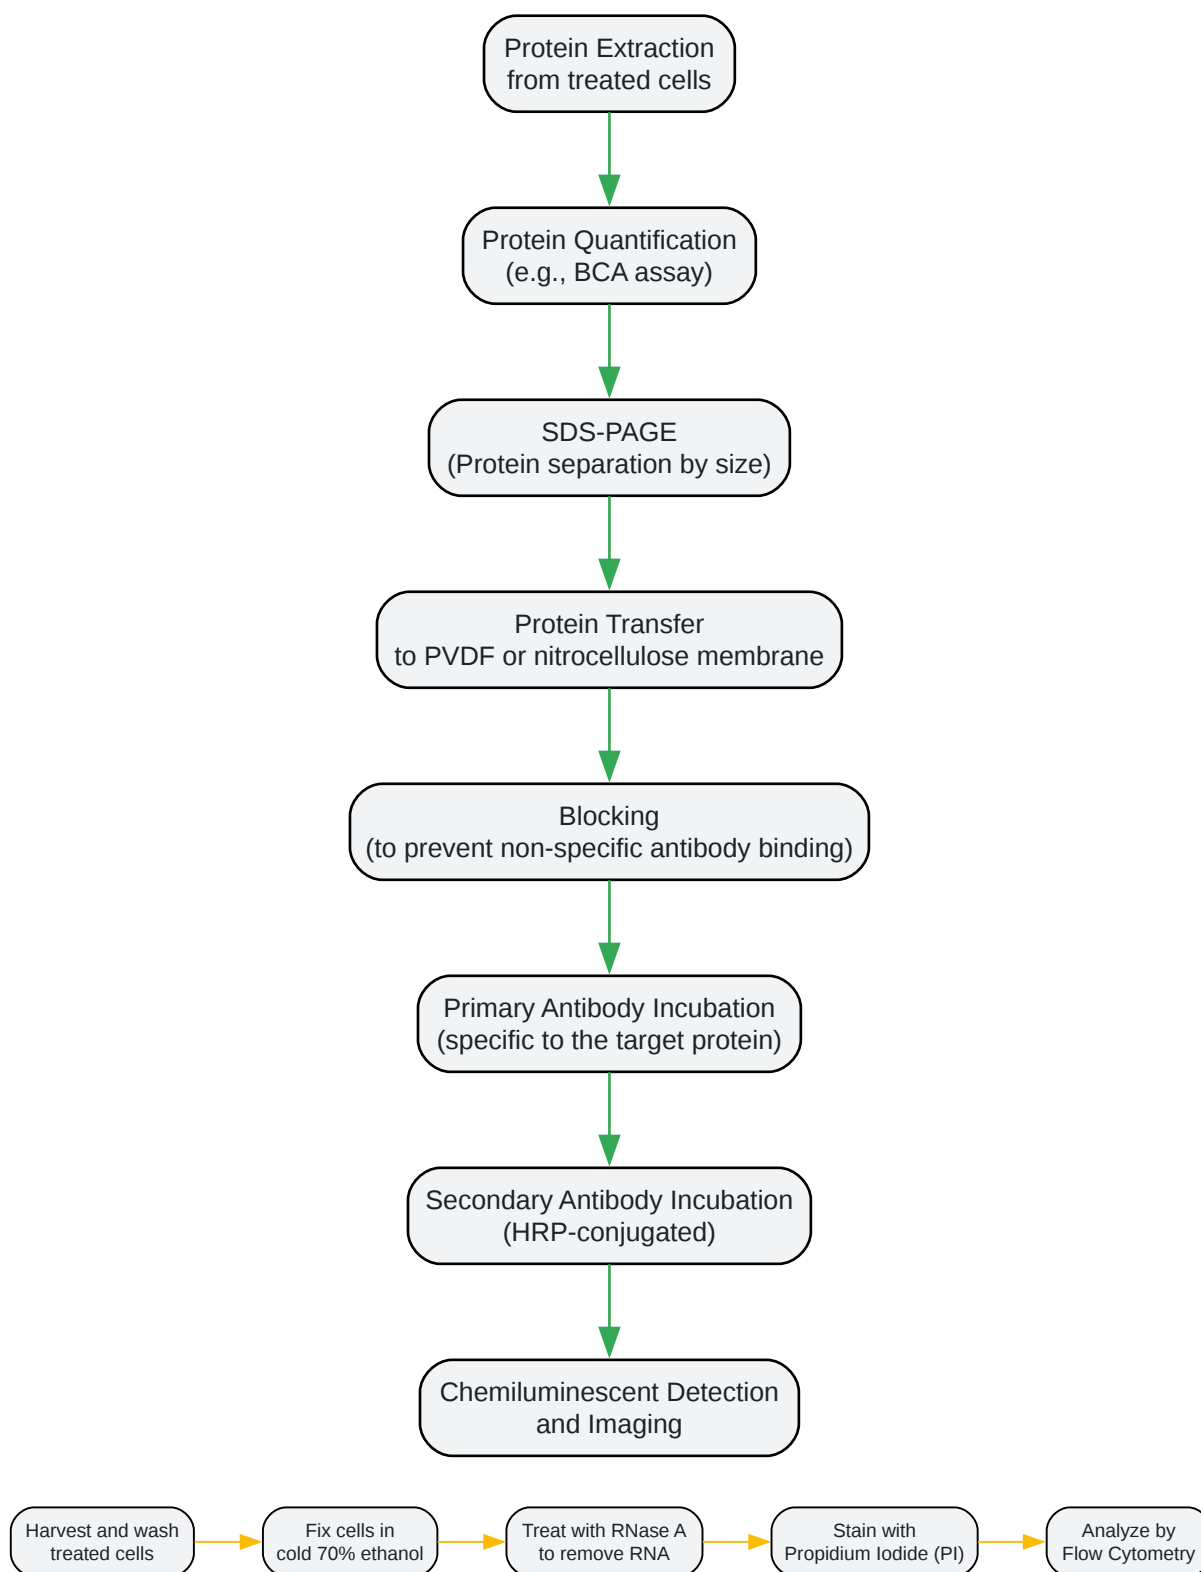 Protein Extraction
from treated cells
Protein Quantification
(e.g., BCA assay)
SDS-PAGE
(Protein separation by size)
Protein Transfer
to PVDF or nitrocellulose membrane
Blocking
(to prevent non-specific antibody binding)
Primary Antibody Incubation
(specific to the target protein)
Secondary Antibody Incubation
(HRP-conjugated)
Chemiluminescent Detection
and Imaging
Harvest and wash
treated cells
Fix cells in
cold 70% ethanol
Treat with RNase A
to remove RNA
Stain with
Propidium Iodide (PI)
Analyze by
Flow Cytometry